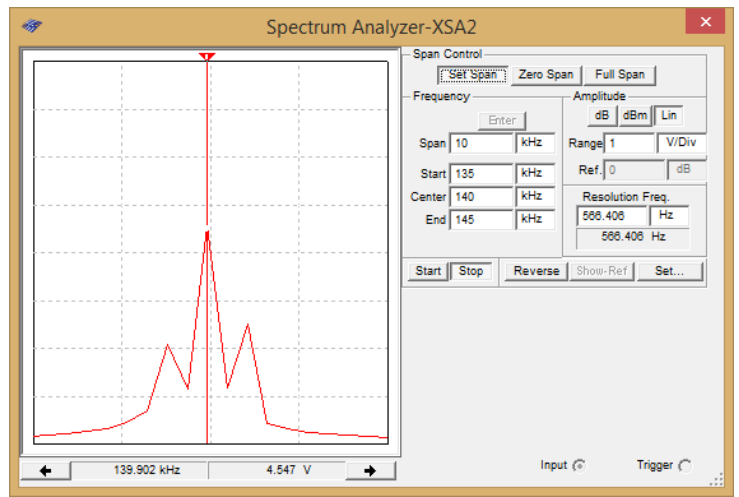 Spectrum Analyzer-XSA2
Span Control
Set Span Zero Span Full Span
Frequency
Enter
Span 10 kHz
Start 135 kHz
Center 140 kHz
End 145 kHz
Amplitude
dB dBm Lin
Range 1 V/Div
Ref. 0 dB
Resolution Freq.
566.406 Hz
566.406 Hz
Start Stop Reverse Show-Ref Set...
139.902 kHz 4.547 V
Input Trigger